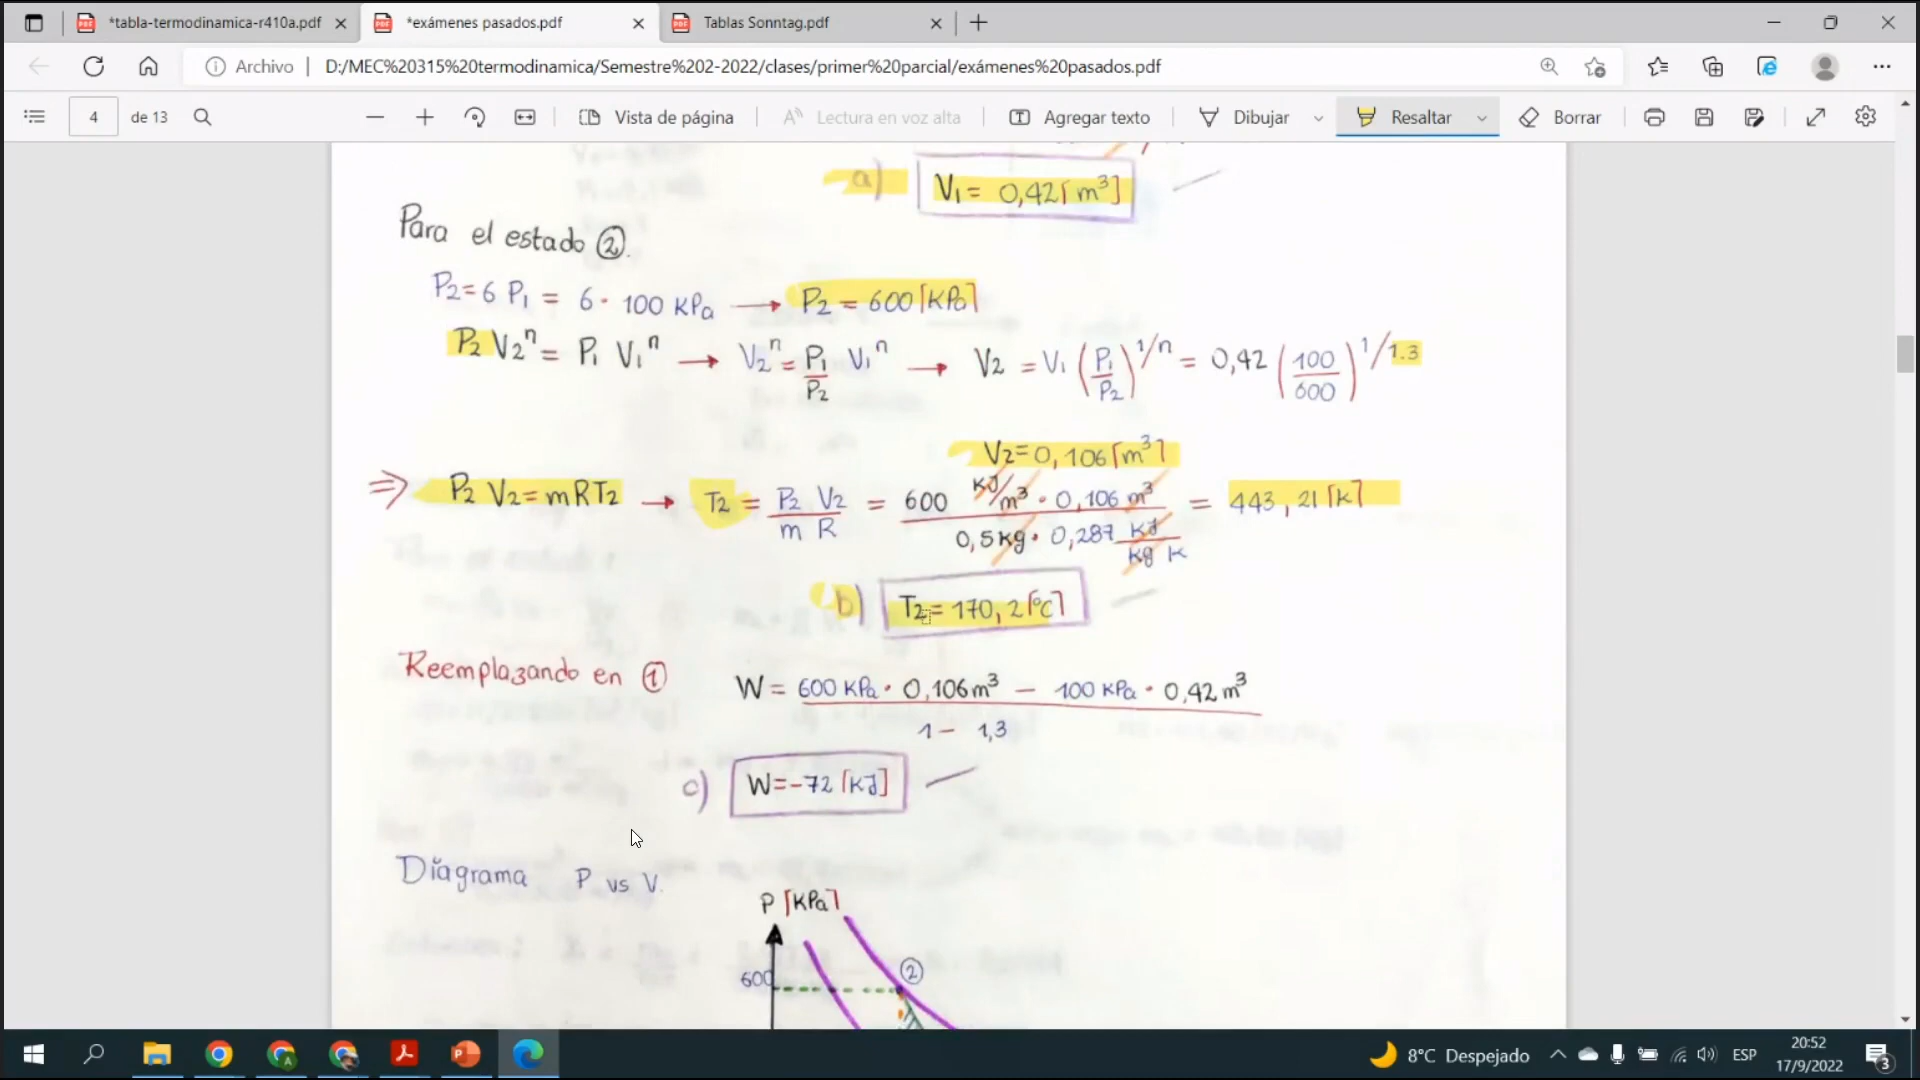 *tabla-termodinamica-r410a.pdf
*exámenes pasados.pdf
Tablas Sonntag.pdf
Archivo
D:/MEC%20315%20termodinamica/Semestre%202-2022/clases/primer%20parcial/exámenes%20pasados.pdf
4 de 13
Vista de página
Lectura en voz alta
Agregar texto
Dibujar
Resaltar
Borrar
a) V1 = 0,42 [m³]
Para el estado ②.
P2 = 6 P1 = 6 · 100 KPa → P2 = 600 [KPa]
P2 V2ⁿ = P1 V1ⁿ → V2ⁿ = P1/P2 V1ⁿ → V2 = V1 (P1/P2)^1/n = 0,42 (100/600)^1/1.3
V2 = 0,106 [m³]
⇒ P2 V2 = m R T2 → T2 = P2 V2 / m R = 600 KJ/m³ · 0,106 m³ / 0,5 kg · 0,287 KJ/kg K = 443,21 [K]
b) T2 = 170,2 [°C]
Reemplazando en ① W = 600 KPa · 0,106 m³ − 100 KPa · 0,42 m³ / 1 − 1,3
c) W = -72 [KJ]
Diagrama P vs V.
P [KPa]
600
②
8°C Despejado
ESP
20:52
17/9/2022
3